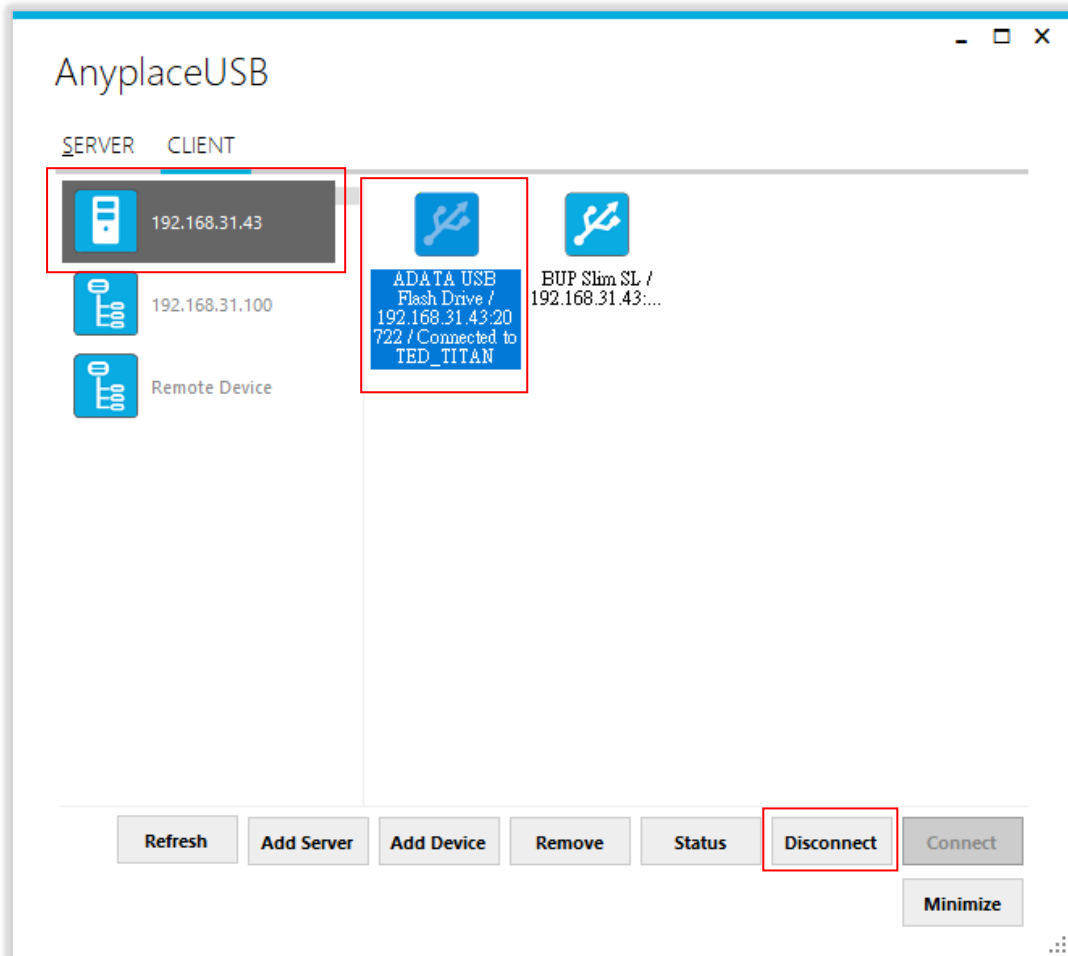 AnyplaceUSB
SERVER CLIENT
192.168.31.43
192.168.31.100
Remote Device
ADATA USB
Flash Drive /
192.168.31.43:20
722 / Connected to
TED_TITAN
BUP Slim SL /
192.168.31.43:...
Refresh Add Server Add Device Remove Status Disconnect Connect
Minimize